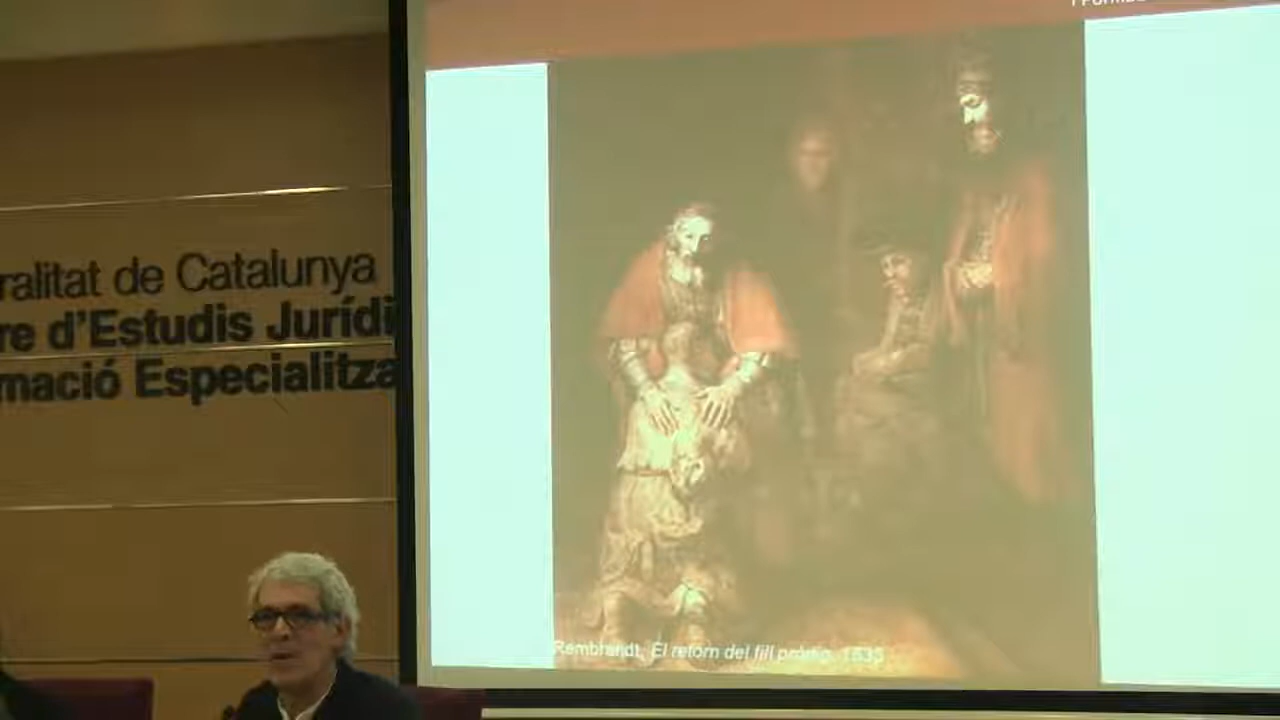 ralitat de Catalunya
re d'Estudis Jurídi
mació Especialitza
Rembrandt, El retorn del fill pròdig, 1635